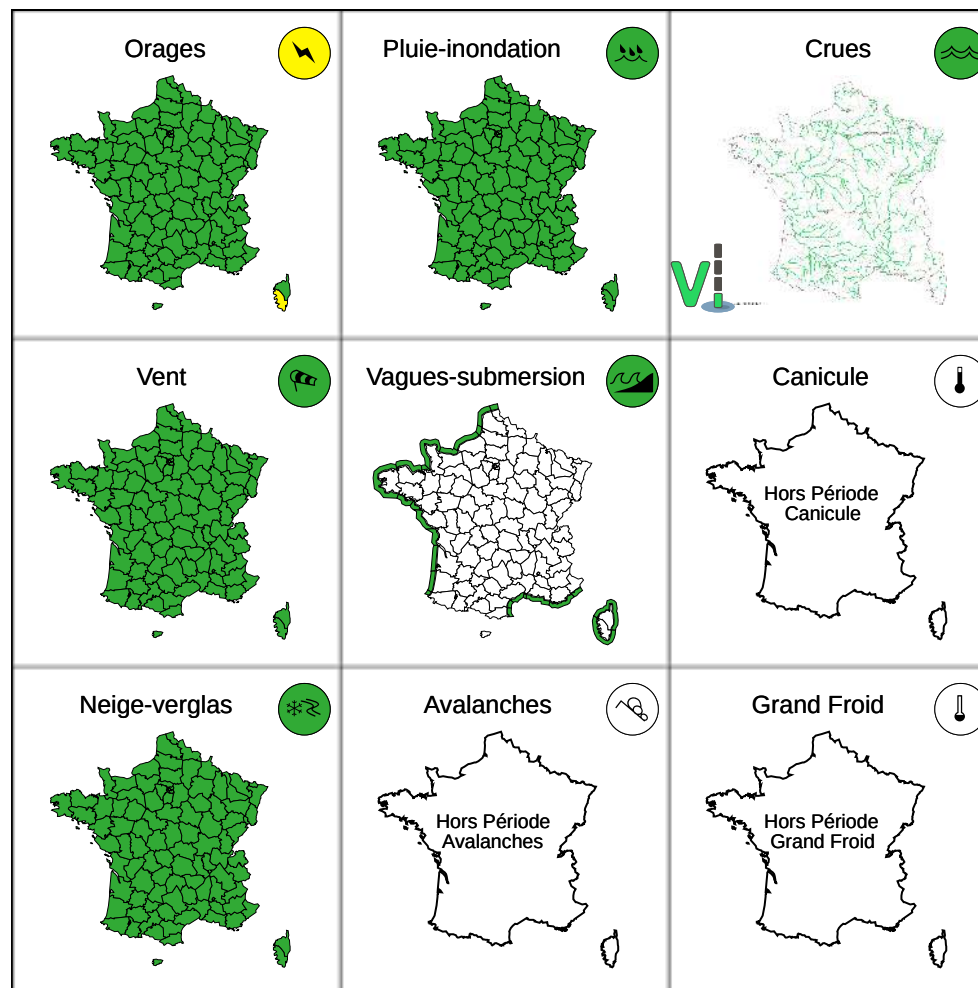 Orages
Pluie-inondation
Crues
Vent
Vagues-submersion
Canicule
Hors Période
Canicule
Neige-verglas
Avalanches
Grand Froid
Hors Période
Avalanches
Hors Période
Grand Froid